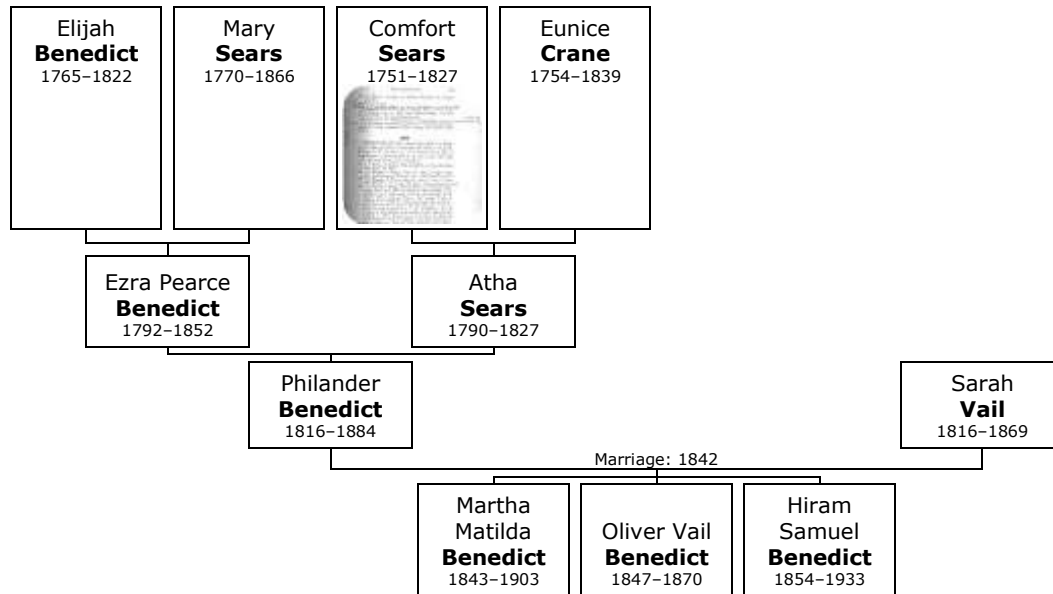 Elijah
Benedict
1765–1822
Mary
Sears
1770–1866
Comfort
Sears
1751–1827
Eunice
Crane
1754–1839
Ezra Pearce
Benedict
1792–1852
Atha
Sears
1790–1827
Philander
Benedict
1816–1884
Sarah
Vail
1816–1869
Marriage: 1842
Martha
Matilda
Benedict
1843–1903
Oliver Vail
Benedict
1847–1870
Hiram
Samuel
Benedict
1854–1933